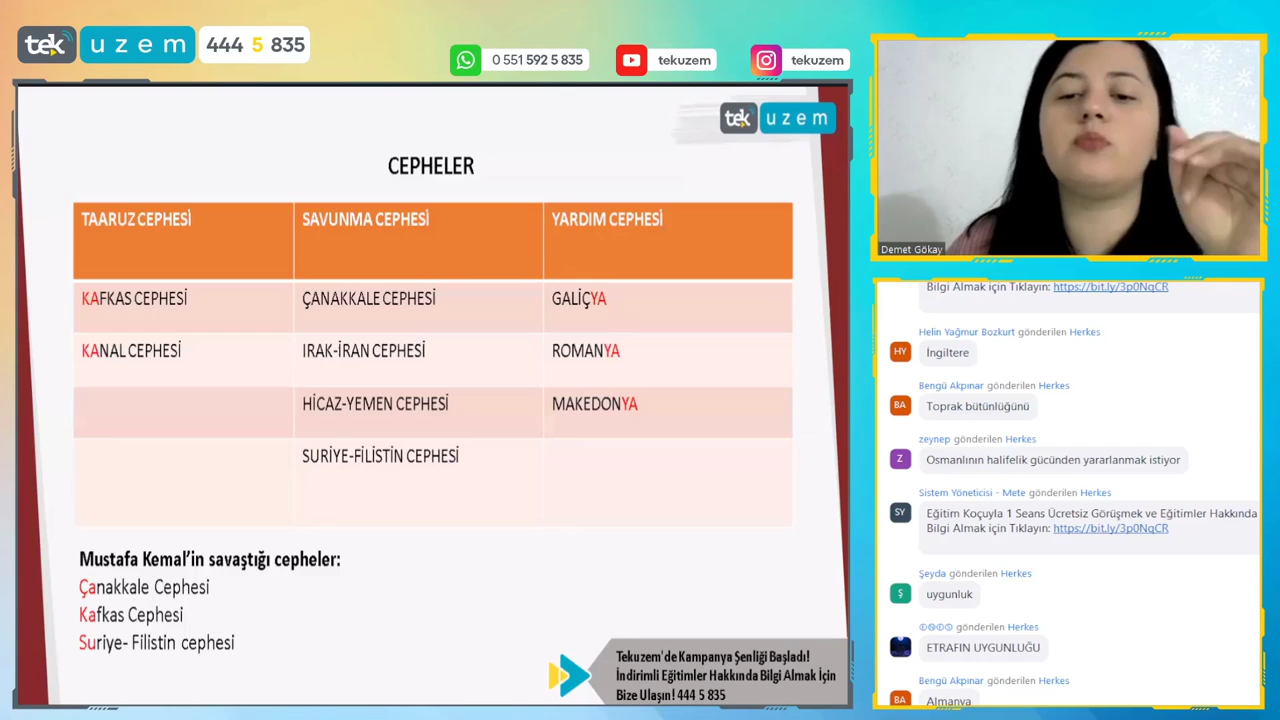 tek uzem 444 5 835
0 551 592 5 835
tekuzem
tekuzem
tek uzem
CEPHELER
TAARUZ CEPHESİ SAVUNMA CEPHESİ YARDIM CEPHESİ
KAFKAS CEPHESİ ÇANAKKALE CEPHESİ GALİÇYA
KANAL CEPHESİ IRAK-İRAN CEPHESİ ROMANYA
HİCAZ-YEMEN CEPHESİ MAKEDONYA
SURİYE-FİLİSTİN CEPHESİ
Mustafa Kemal'in savaştığı cepheler:
Çanakkale Cephesi
Kafkas Cephesi
Suriye- Filistin cephesi
Tekuzem'de Kampanya Şenliği Başladı!
İndirimli Eğitimler Hakkında Bilgi Almak İçin
Bize Ulaşın! 444 5 835
Demet Gökay
Bilgi Almak için Tıklayın: https://bit.ly/3p0NqCR
Helin Yağmur Bozkurt gönderilen Herkes
HY İngiltere
Bengü Akpınar gönderilen Herkes
BA Toprak bütünlüğünü
zeynep gönderilen Herkes
Z Osmanlının halifelik gücünden yararlanmak istiyor
Sistem Yöneticisi - Mete gönderilen Herkes
SY Eğitim Koçuyla 1 Seans Ücretsiz Görüşmek ve Eğitimler Hakkında
Bilgi Almak için Tıklayın: https://bit.ly/3p0NqCR
Şeyda gönderilen Herkes
Ş uygunluk
gönderilen Herkes
ETRAFIN UYGUNLUĞU
Bengü Akpınar gönderilen Herkes
BA Almanya